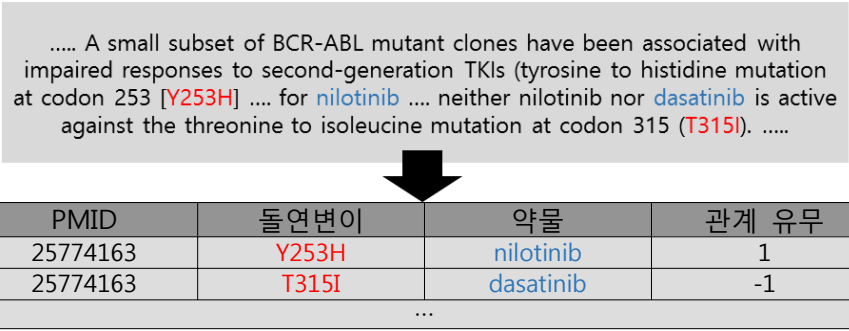 ..... A small subset of BCR-ABL mutant clones have been associated with
impaired responses to second-generation TKIs (tyrosine to histidine mutation
at codon 253 [Y253H] .... for nilotinib .... neither nilotinib nor dasatinib is active
against the threonine to isoleucine mutation at codon 315 (T315I). .....
PMID 돌연변이 약물 관계 유무
25774163 Y253H nilotinib 1
25774163 T315I dasatinib -1
...